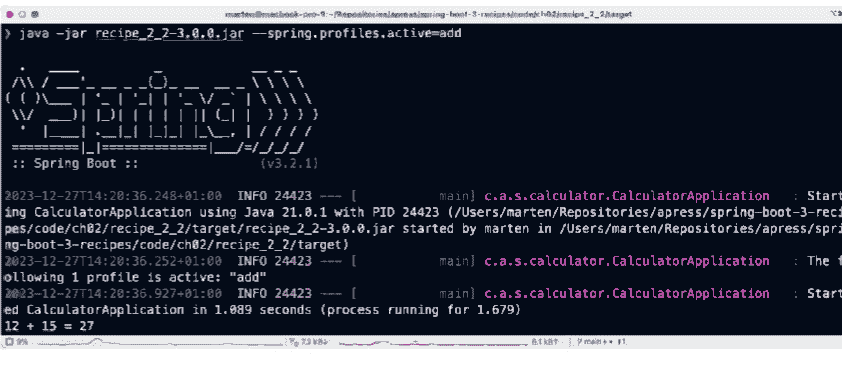 marten@macbook-pro-9:~/Repositories/apress/spring-boot-3-recipes/code/ch02/recipe_2_2/target
❯ java -jar recipe_2_2-3.0.0.jar --spring.profiles.active=add
:: Spring Boot :: (v3.2.1)
2023-12-27T14:20:36.248+01:00 INFO 24423 --- [ main] c.a.s.calculator.CalculatorApplication : Start
ing CalculatorApplication using Java 21.0.1 with PID 24423 (/Users/marten/Repositories/apress/spring-boot-3-reci
pes/code/ch02/recipe_2_2/target/recipe_2_2-3.0.0.jar started by marten in /Users/marten/Repositories/apress/spri
ng-boot-3-recipes/code/ch02/recipe_2_2/target)
2023-12-27T14:20:36.252+01:00 INFO 24423 --- [ main] c.a.s.calculator.CalculatorApplication : The f
ollowing 1 profile is active: "add"
2023-12-27T14:20:36.927+01:00 INFO 24423 --- [ main] c.a.s.calculator.CalculatorApplication : Start
ed CalculatorApplication in 1.089 seconds (process running for 1.679)
12 + 15 = 27